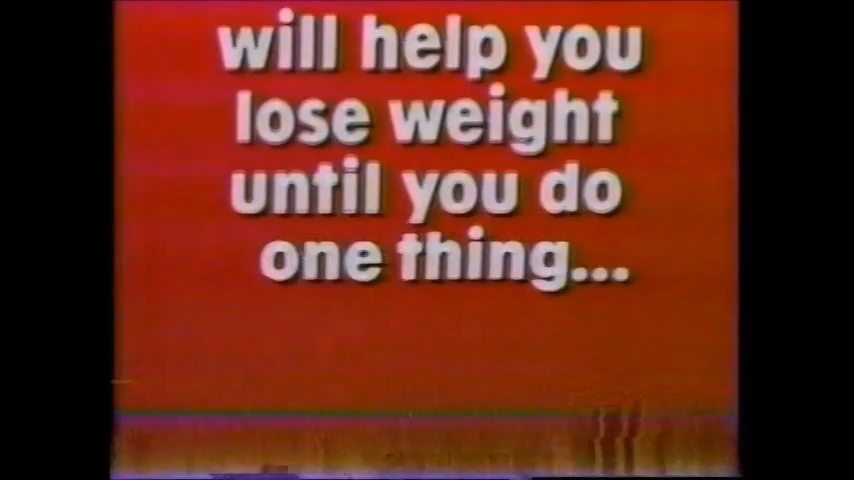 will help you
lose weight
until you do
one thing...